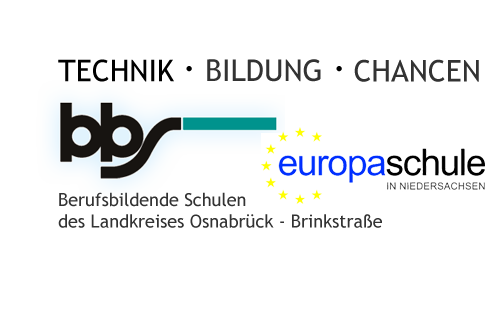 TECHNIK · BILDUNG · CHANCEN
bbs
europaschule
IN NIEDERSACHSEN
Berufsbildende Schulen
des Landkreises Osnabrück - Brinkstraße